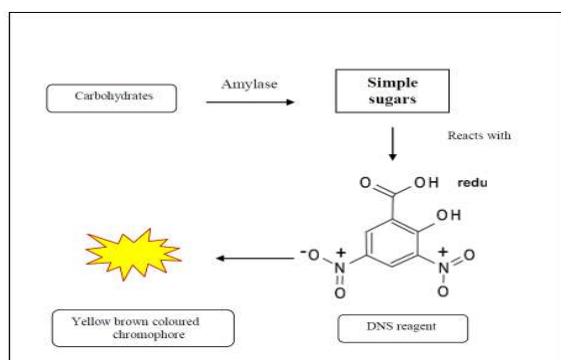 Carbohydrates
Amylase
Simple
sugars
Reacts with
O
OH
redu
OH
-O
N
+
O
N
+
O
O
Yellow brown coloured
chromophore
DNS reagent